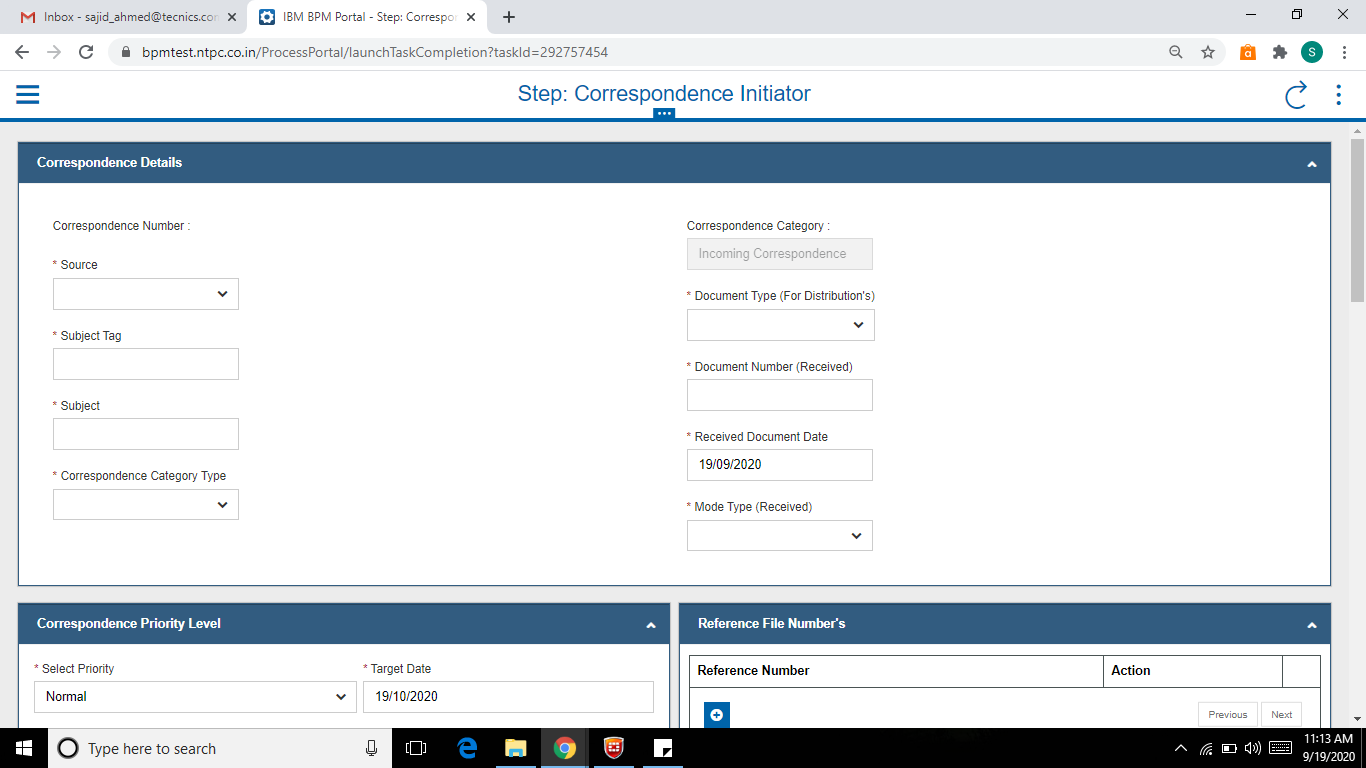 Inbox - sajid_ahmed@tecnics.con
IBM BPM Portal - Step: Correspon
bpmtest.ntpc.co.in/ProcessPortal/launchTaskCompletion?taskId=292757454
S
Step: Correspondence Initiator
Correspondence Details
Correspondence Number :
* Source
* Subject Tag
* Subject
* Correspondence Category Type
Correspondence Category :
Incoming Correspondence
* Document Type (For Distribution's)
* Document Number (Received)
* Received Document Date
19/09/2020
* Mode Type (Received)
Correspondence Priority Level
* Select Priority
Normal
* Target Date
19/10/2020
Reference File Number's
Reference Number Action
Previous Next
Type here to search
11:13 AM
9/19/2020